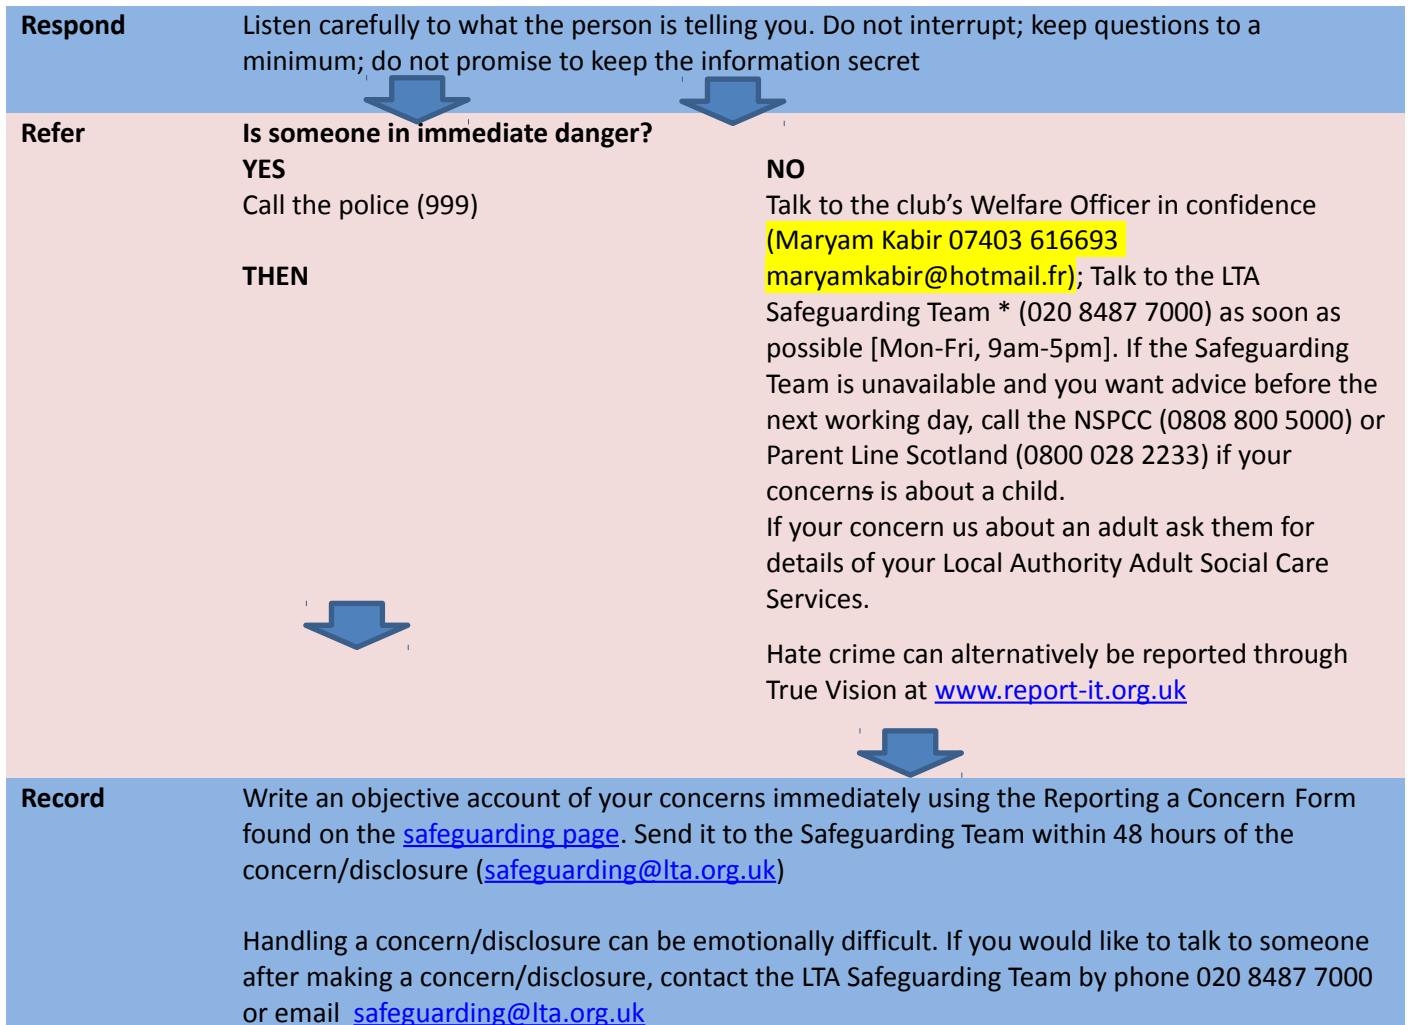 Respond
Listen carefully to what the person is telling you. Do not interrupt; keep questions to a
minimum; do not promise to keep the information secret
Refer
Is someone in immediate danger?
YES
Call the police (999)
THEN
NO
Talk to the club's Welfare Officer in confidence
(Maryam Kabir 07403 616693
maryamkabir@hotmail.fr); Talk to the LTA
Safeguarding Team * (020 8487 7000) as soon as
possible [Mon-Fri, 9am-5pm]. If the Safeguarding
Team is unavailable and you want advice before the
next working day, call the NSPCC (0808 800 5000) or
Parent Line Scotland (0800 028 2233) if your
concerns is about a child.
If your concern us about an adult ask them for
details of your Local Authority Adult Social Care
Services.
Hate crime can alternatively be reported through
True Vision at www.report-it.org.uk
Record
Write an objective account of your concerns immediately using the Reporting a Concern Form
found on the safeguarding page. Send it to the Safeguarding Team within 48 hours of the
concern/disclosure (safeguarding@lta.org.uk)
Handling a concern/disclosure can be emotionally difficult. If you would like to talk to someone
after making a concern/disclosure, contact the LTA Safeguarding Team by phone 020 8487 7000
or email safeguarding@lta.org.uk